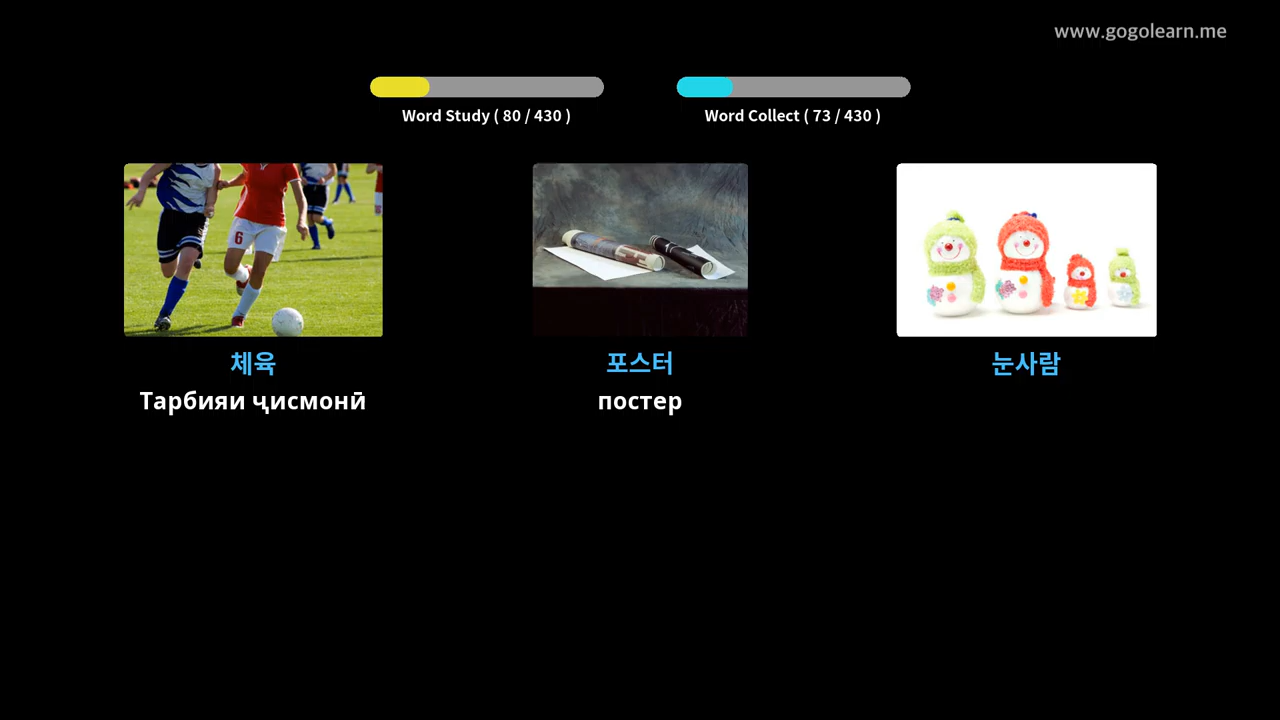 www.gogolearn.me
Word Study ( 80 / 430 )
Word Collect ( 73 / 430 )
체육
포스터
눈사람
Тарбияи ҷисмонӣ
постер
6